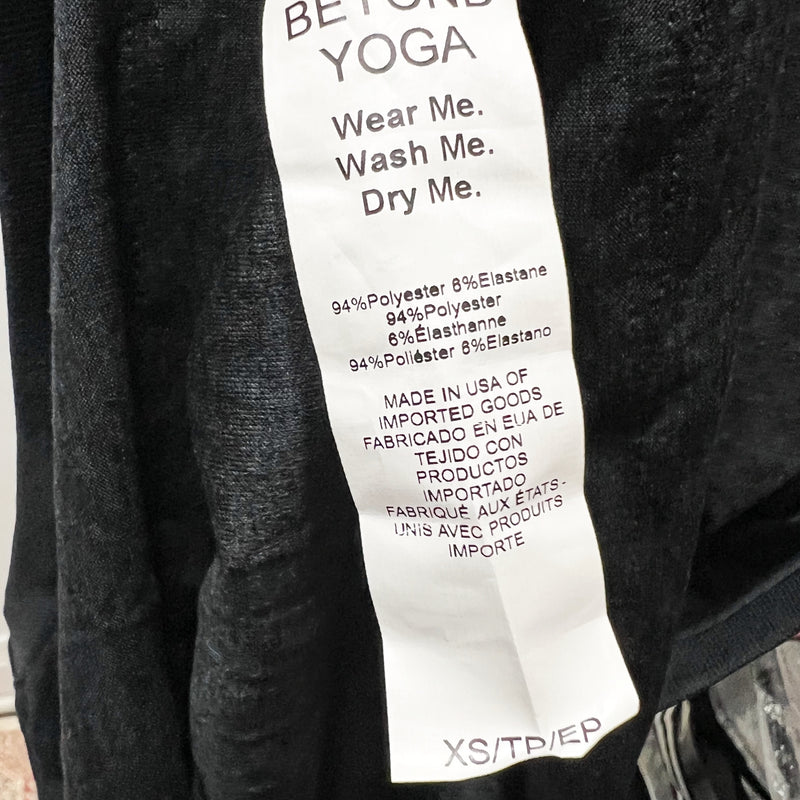 BEYOND
YOGA
Wear Me.
Wash Me.
Dry Me.
94%Polyester 6%Elastane
94%Polyester
6%Élasthanne
94%Poliéster 6%Elastano
MADE IN USA OF
IMPORTED GOODS
FABRICADO EN EUA DE
TEJIDO CON
PRODUCTOS
IMPORTADO
FABRIQUÉ AUX ÉTATS-
UNIS AVEC PRODUITS
IMPORTE
XS/TP/EP